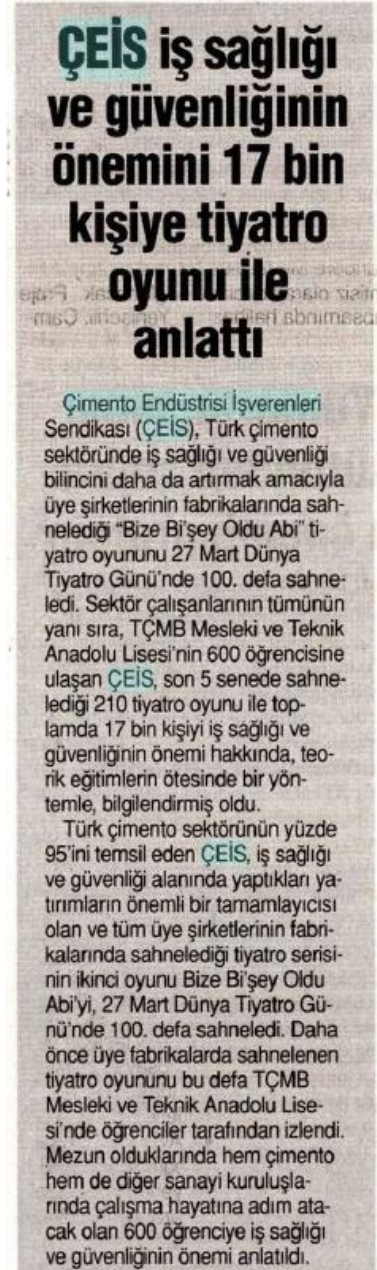 ÇEİS iş sağlığı
ve güvenliğinin
önemini 17 bin
kişiye tiyatro
oyunu ile
anlattı
Çimento Endüstrisi İşverenleri
Sendikası (ÇEİS), Türk çimento
sektöründe iş sağlığı ve güvenliği
bilincini daha da artırmak amacıyla
üye şirketlerinin fabrikalarında sah-
nelediği “Bize Bi’şey Oldu Abi” ti-
yatro oyununu 27 Mart Dünya
Tiyatro Günü’nde 100. defa sahne-
ledi. Sektör çalışanlarının tümünün
yanı sıra, TÇMB Mesleki ve Teknik
Anadolu Lisesi’nin 600 öğrencisine
ulaşan ÇEİS, son 5 senede sahne-
lediği 210 tiyatro oyunu ile top-
lamda 17 bin kişiyi iş sağlığı ve
güvenliğinin önemi hakkında, teo-
rik eğitimlerin ötesinde bir yön-
temle, bilgilendirmiş oldu.
Türk çimento sektörünün yüzde
95’ini temsil eden ÇEİS, iş sağlığı
ve güvenliği alanında yaptıkları ya-
tırımların önemli bir tamamlayıcısı
olan ve tüm üye şirketlerinin fabri-
kalarında sahnelediği tiyatro serisi-
nin ikinci oyunu Bize Bi’şey Oldu
Abi’yi, 27 Mart Dünya Tiyatro Gü-
nü’nde 100. defa sahneledi. Daha
önce üye fabrikalarda sahnelenen
tiyatro oyununu bu defa TÇMB
Mesleki ve Teknik Anadolu Lise-
si’nde öğrenciler tarafından izlendi.
Mezun olduklarında hem çimento
hem de diğer sanayi kuruluşla-
rında çalışma hayatına adım ata-
cak olan 600 öğrenciye iş sağlığı
ve güvenliğinin önemi anlatıldı.